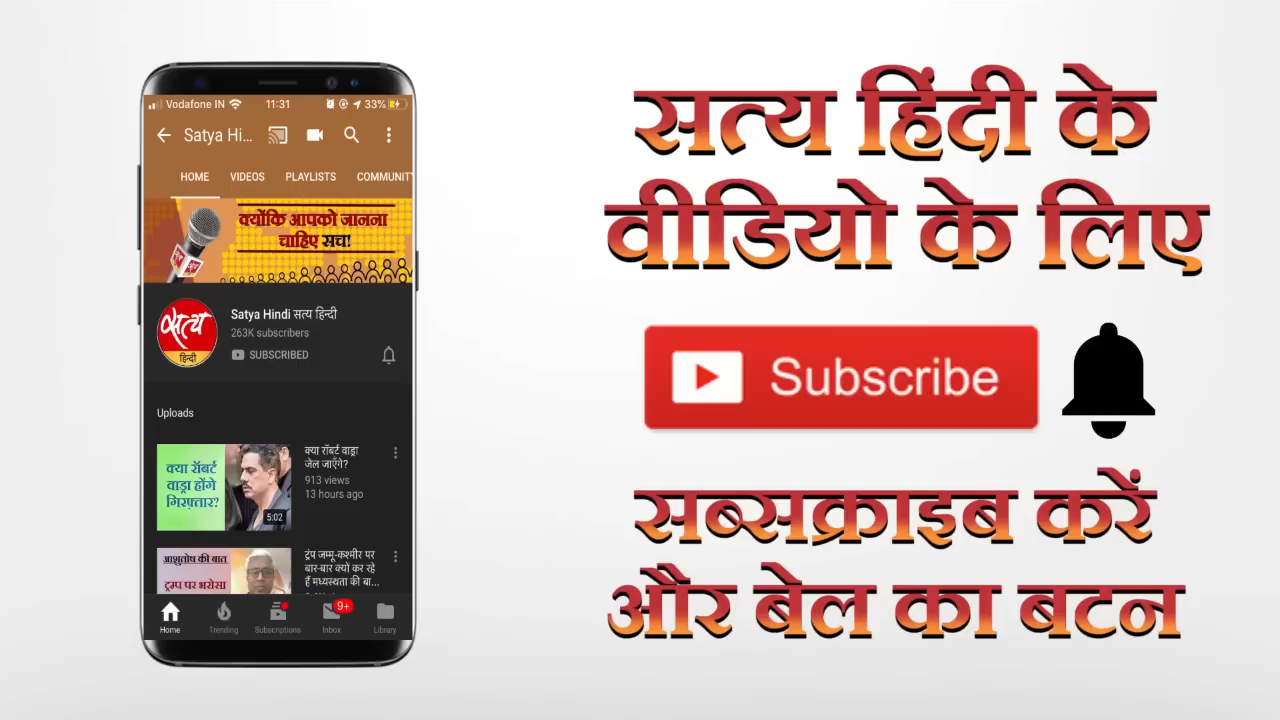 Vodafone IN 11:31 33%
Satya Hi...
HOME VIDEOS PLAYLISTS COMMUNITY
क्योंकि आपको जानना
चाहिए सच!
सत्य
हिन्दी
Satya Hindi सत्य हिन्दी
263K subscribers
SUBSCRIBED
Uploads
क्या रॉबर्ट
वाड्रा होंगे
गिरफ़्तार?
5:02
क्या रॉबर्ट वाड्रा
जेल जाएँगे?
913 views
13 hours ago
आशुतोष की बात
ट्रम्प पर भरोसा
ट्रंप जम्मू-कश्मीर पर
बार-बार क्यों कर रहे
हैं मध्यस्थता की बा...
9+
Home Trending Subscriptions Inbox Library
सत्य हिंदी के
वीडियो के लिए
Subscribe
सब्सक्राइब करें
और बेल का बटन